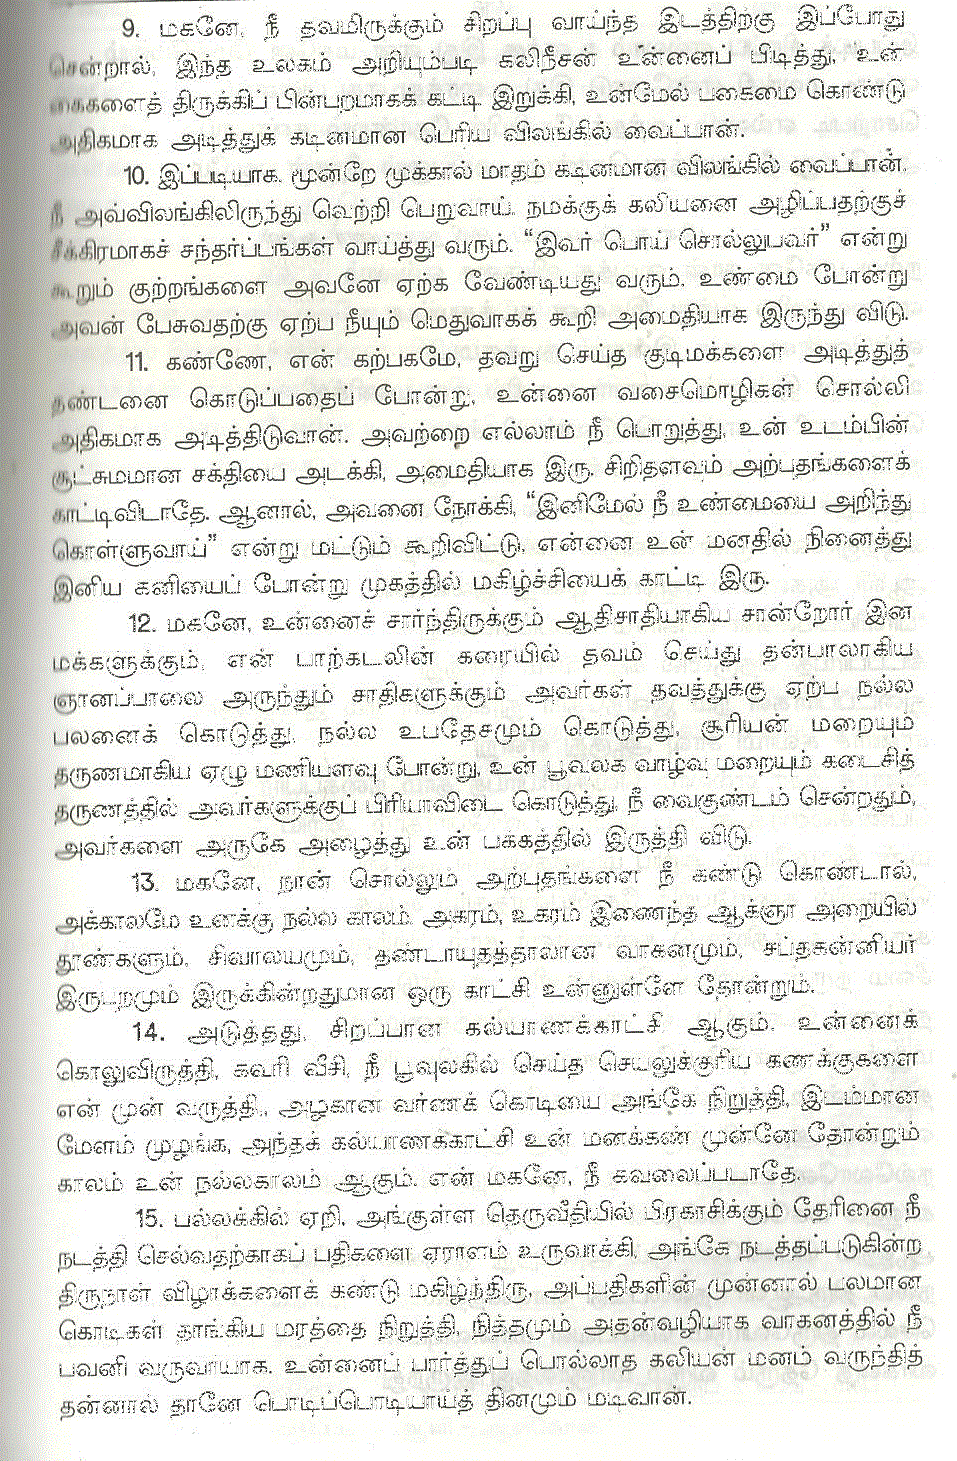 9. மகனே, நீ தவமிருக்கும் சிறப்பு வாய்ந்த இடத்திற்கு இப்போது
சென்றால், இந்த உலகம் அறியும்படி கலிநீசன் உன்னைப் பிடித்து, உன்
கைகளைத் திருக்கிப் பின்புறமாகக் கட்டி இறுக்கி, உன்மேல் பகைமை கொண்டு
அதிகமாக அடித்துக் கடினமான பெரிய விலங்கில் வைப்பான்.
10. இப்படியாக, மூன்றே முக்கால் மாதம் கடினமான விலங்கில் வைப்பான்.
நீ அவ்விலங்கிலிருந்து வெற்றி பெறுவாய். நமக்குக் கலியனை அழிப்பதற்குச்
சீக்கிரமாகச் சந்தர்ப்பங்கள் வாய்த்து வரும். “இவர் பொய் சொல்லுபவர்” என்று
கூறும் குற்றங்களை அவனே ஏற்க வேண்டியது வரும். உண்மை போன்று
அவன் பேசுவதற்கு ஏற்ப நீயும் மெதுவாகக் கூறி அமைதியாக இருந்து விடு.
11. கண்ணே, என் கற்பகமே, தவறு செய்த குடிமக்களை அடித்துத்
தண்டனை கொடுப்பதைப் போன்று, உன்னை வசைமொழிகள் சொல்லி
அதிகமாக அடித்திடுவான். அவற்றை எல்லாம் நீ பொறுத்து, உன் உடம்பின்
சூட்சுமமான சக்தியை அடக்கி, அமைதியாக இரு. சிறிதளவும் அற்புதங்களைக்
காட்டிவிடாதே. ஆனால், அவனை நோக்கி, “இனிமேல் நீ உண்மையை அறிந்து
கொள்ளுவாய்” என்று மட்டும் கூறிவிட்டு, என்னை உன் மனதில் நினைத்து
இனிய கனியைப் போன்று முகத்தில் மகிழ்ச்சியைக் காட்டி இரு.
12. மகனே, உன்னைச் சார்ந்திருக்கும் ஆதிசாதியாகிய சான்றோர் இன
மக்களுக்கும், என் பாற்கடலின் கரையில் தவம் செய்து தன்பாலாகிய
ஞானப்பாலை அருந்தும் சாதிகளுக்கும் அவர்கள் தவத்துக்கு ஏற்ப நல்ல
பலனைக் கொடுத்து, நல்ல உபதேசமும் கொடுத்து, சூரியன் மறையும்
தருணமாகிய ஏழு மணியளவு போன்று, உன் பூவுலக வாழ்வு மறையும் கடைசித்
தருணத்தில் அவர்களுக்குப் பிரியாவிடை கொடுத்து, நீ வைகுண்டம் சென்றதும்,
அவர்களை அருகே அழைத்து உன் பக்கத்தில் இருத்தி விடு.
13. மகனே, நான் சொல்லும் அற்புதங்களை நீ கண்டு கொண்டால்,
அக்காலமே உனக்கு நல்ல காலம். அகரம், உகரம் இணைந்த ஆக்ஞா அறையில்
தூண்களும், சிவாலயமும், தண்டாயுதத்தாலான வாகனமும், சப்தகன்னியர்
இருபுறமும் இருக்கின்றதுமான ஒரு காட்சி உன்னுள்ளே தோன்றும்.
14. அடுத்தது, சிறப்பான கல்யாணக்காட்சி ஆகும். உன்னைக்
கொலுவிருத்தி, கவரி வீசி, நீ பூவுலகில் செய்த செயலுக்குரிய கணக்குகளை
என் முன் வருத்தி, அழகான வர்ணக் கொடியை அங்கே நிறுத்தி, இடம்மான
மேளம் முழங்க, அந்தக் கல்யாணக்காட்சி உன் மனக்கண் முன்னே தோன்றும்
காலம் உன் நல்லகாலம் ஆகும். என் மகனே, நீ கவலைப்படாதே.
15. பல்லக்கில் ஏறி, அங்குள்ள தெருவீதியில் பிரகாசிக்கும் தேரினை நீ
நடத்தி செல்வதற்காகப் பதிகளை ஏராளம் உருவாக்கி, அங்கே நடத்தப்படுகின்ற
திருநாள் விழாக்களைக் கண்டு மகிழ்ந்திரு, அப்பதிகளின் முன்னால் பலமான
கொடிகள் தாங்கிய மரத்தை நிறுத்தி, நித்தமும் அதன்வழியாக வாகனத்தில் நீ
பவனி வருவாயாக. உன்னைப் பார்த்துப் பொல்லாத கலியன் மனம் வருந்தித்
தன்னால் தானே பொடிப்பொடியாய்த் தினமும் மடிவான்.